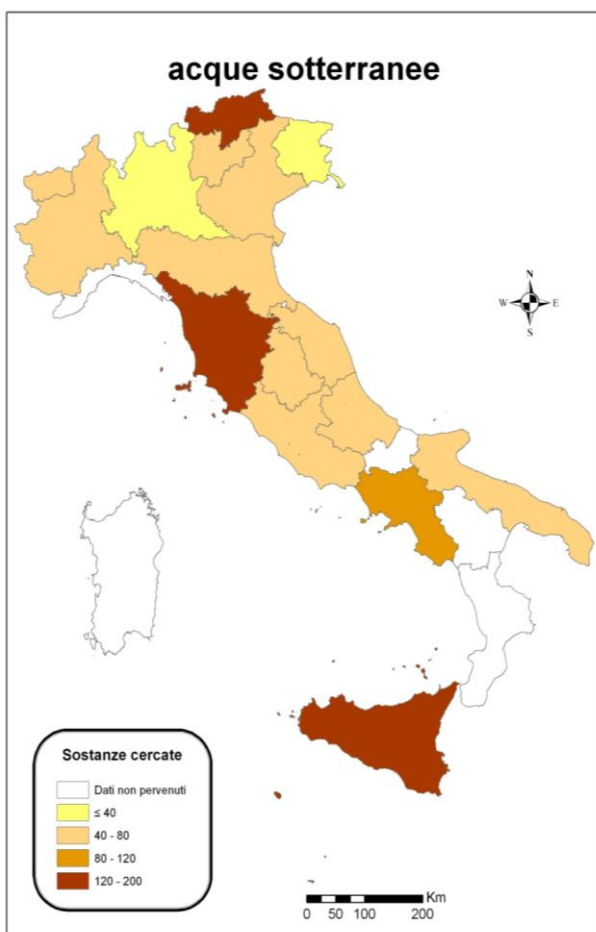 acque sotterranee
N
W E
S
Sostanze cercate
Dati non pervenuti
≤ 40
40 - 80
80 - 120
120 - 200
Km
0 50 100 200